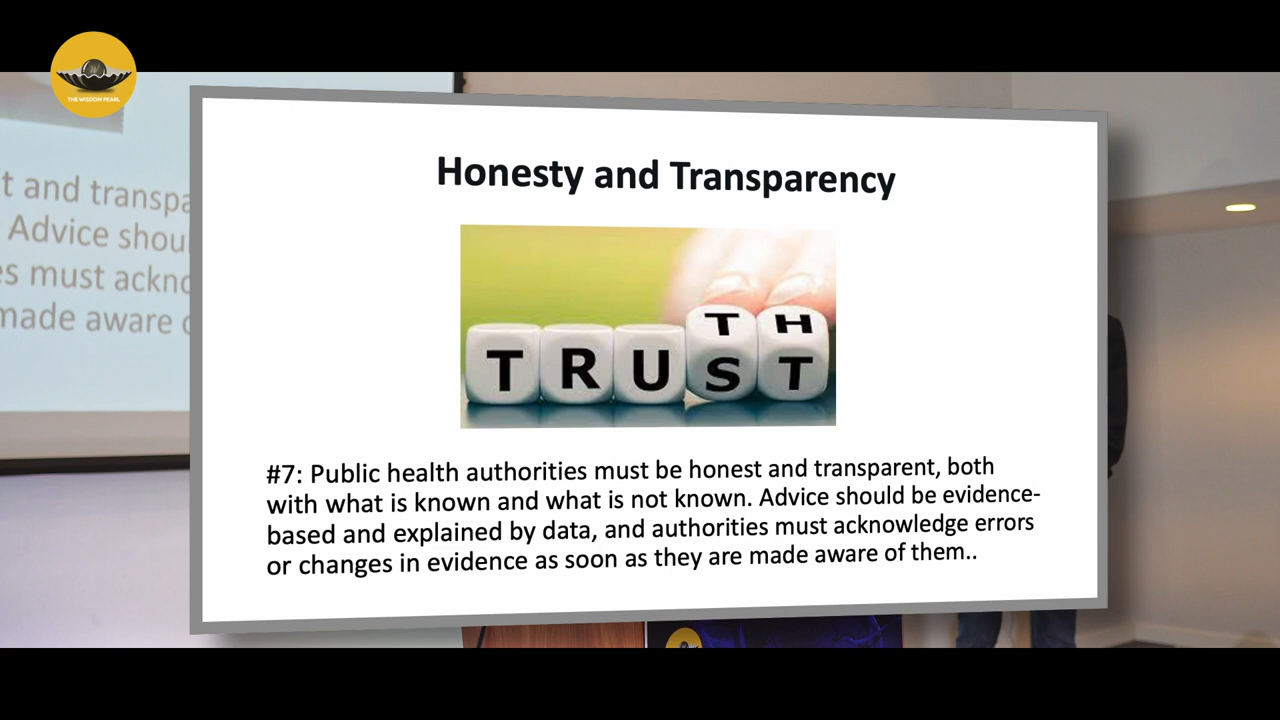 THE WISDOM PEARL
t and transpa
Advice shou
es must ackno
made aware
Honesty and Transparency
T H
T R U S T
#7: Public health authorities must be honest and transparent, both
with what is known and what is not known. Advice should be evidence-
based and explained by data, and authorities must acknowledge errors
or changes in evidence as soon as they are made aware of them..